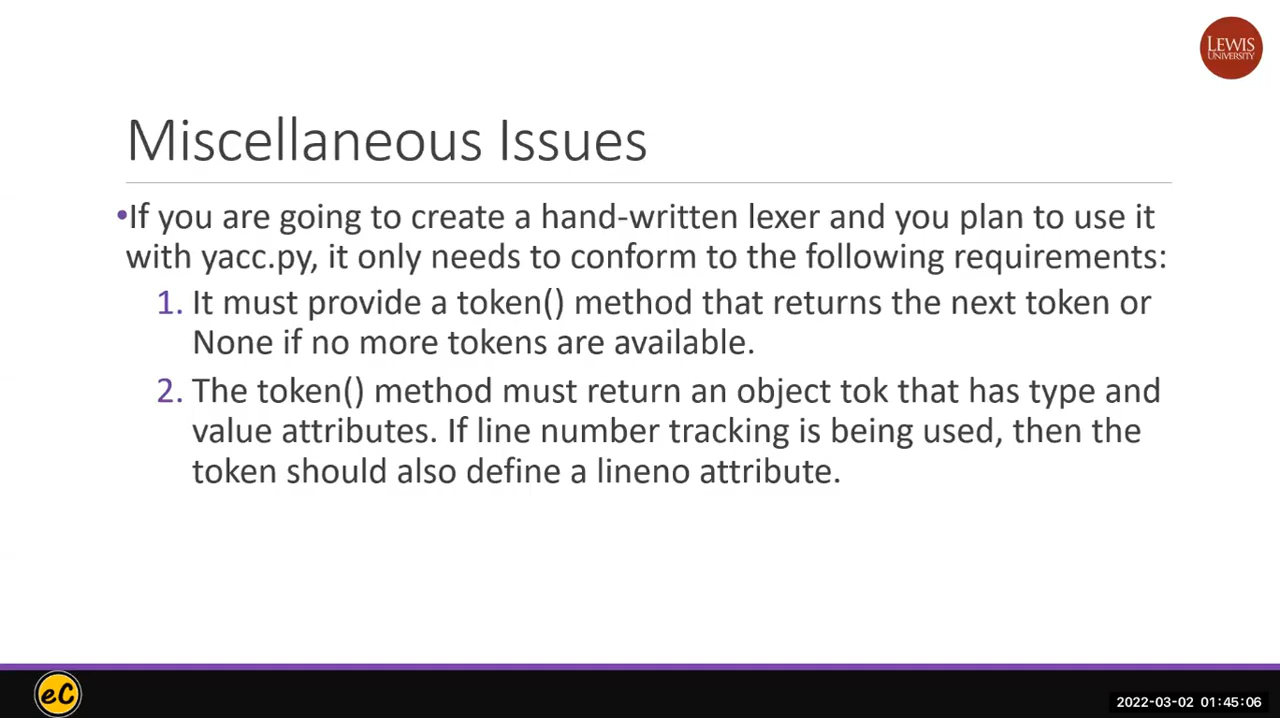 LEWIS
UNIVERSITY
Miscellaneous Issues
•If you are going to create a hand-written lexer and you plan to use it
with yacc.py, it only needs to conform to the following requirements:
1. It must provide a token() method that returns the next token or
None if no more tokens are available.
2. The token() method must return an object tok that has type and
value attributes. If line number tracking is being used, then the
token should also define a lineno attribute.
eC
2022-03-02 01:45:06